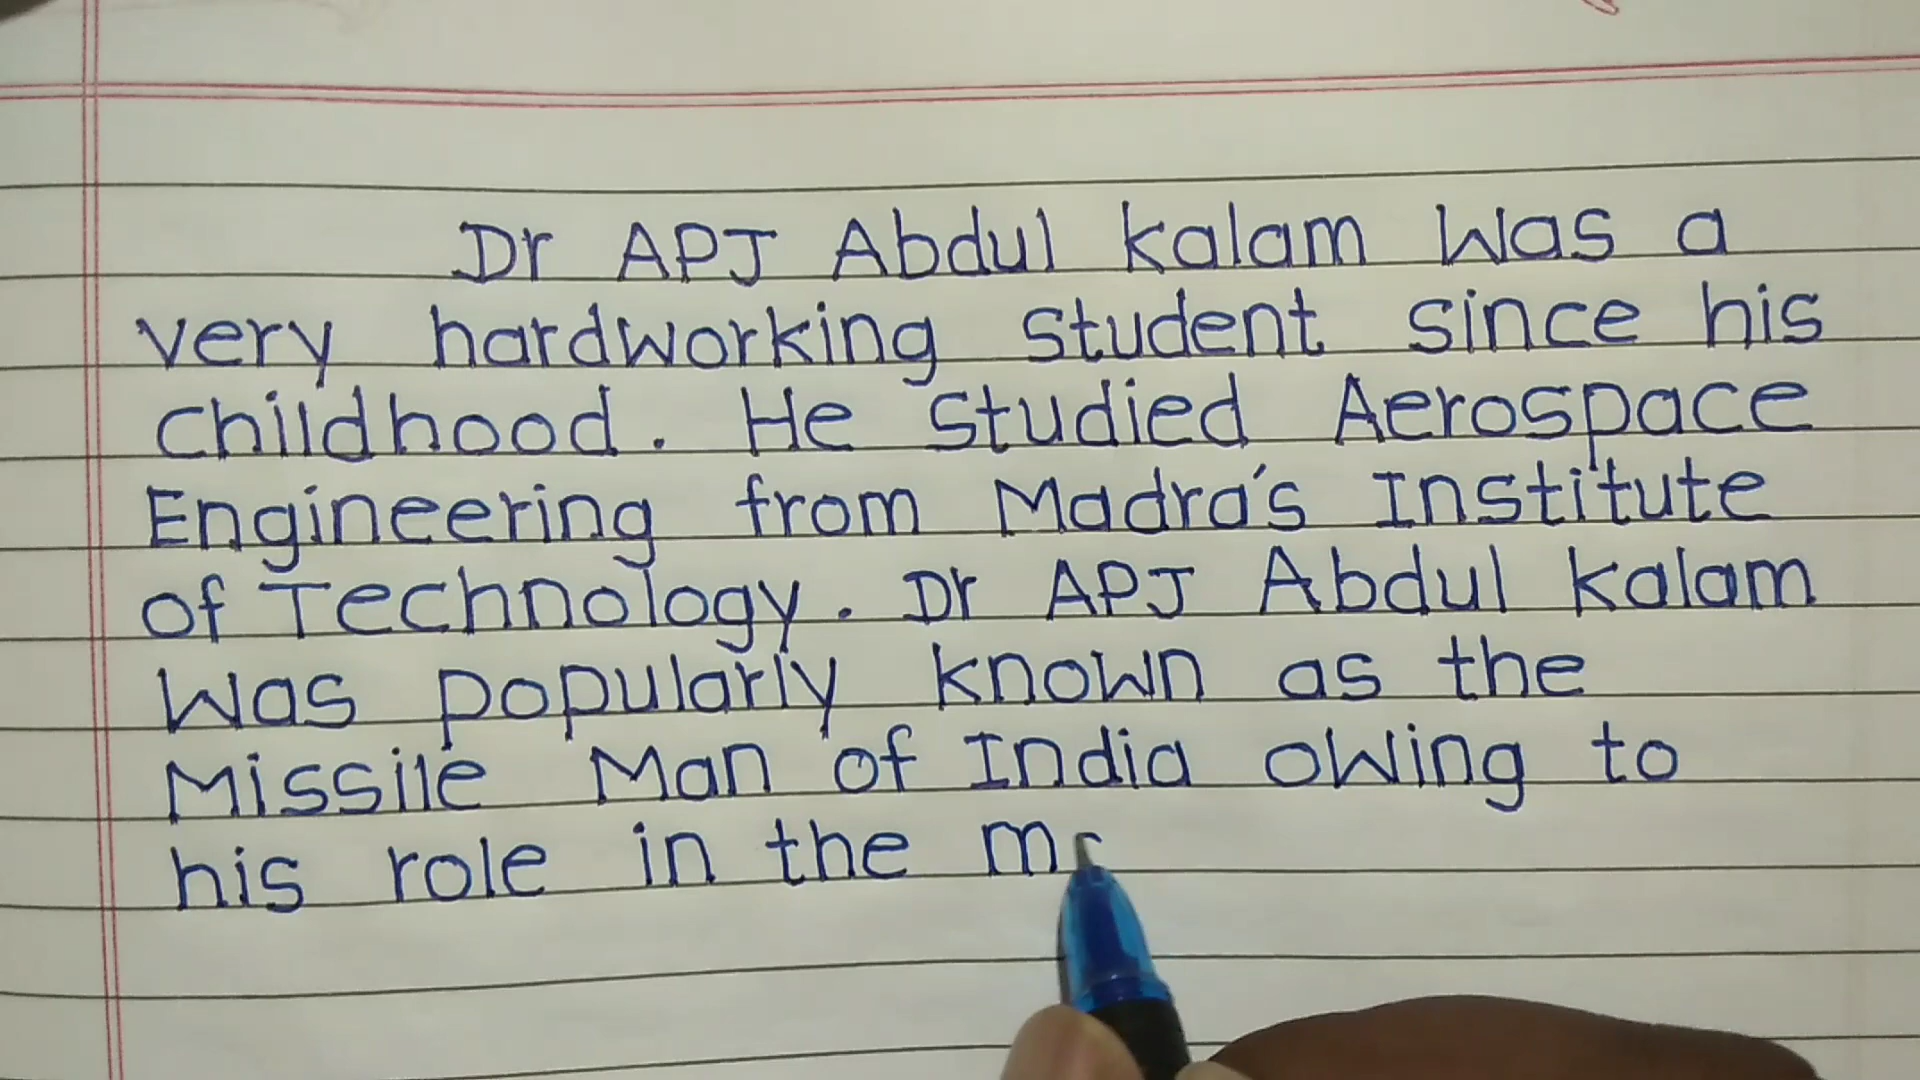 Dr APJ Abdul Kalam was a
very hardworking student since his
childhood. He studied Aerospace
Engineering from Madra's Institute
of Technology. Dr APJ Abdul Kalam
was popularly known as the
Missile Man of India owing to
his role in the